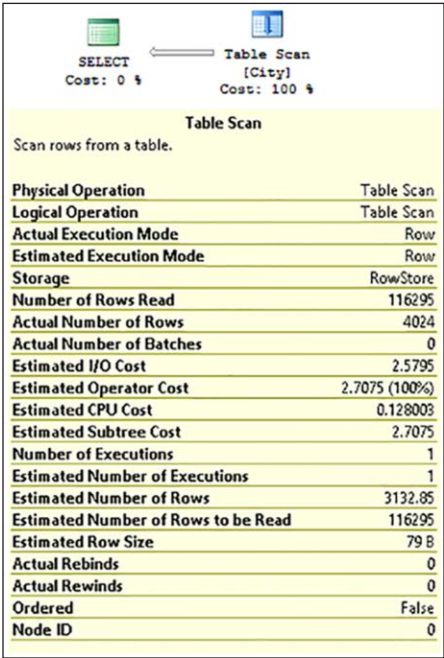 SELECT
Cost: 0 %
Table Scan
[City]
Cost: 100 %
Table Scan
Scan rows from a table.
Physical Operation Table Scan
Logical Operation Table Scan
Actual Execution Mode Row
Estimated Execution Mode Row
Storage RowStore
Number of Rows Read 116295
Actual Number of Rows 4024
Actual Number of Batches 0
Estimated I/O Cost 2.5795
Estimated Operator Cost 2.7075 (100%)
Estimated CPU Cost 0.128003
Estimated Subtree Cost 2.7075
Number of Executions 1
Estimated Number of Executions 1
Estimated Number of Rows 3132.85
Estimated Number of Rows to be Read 116295
Estimated Row Size 79 B
Actual Rebinds 0
Actual Rewinds 0
Ordered False
Node ID 0